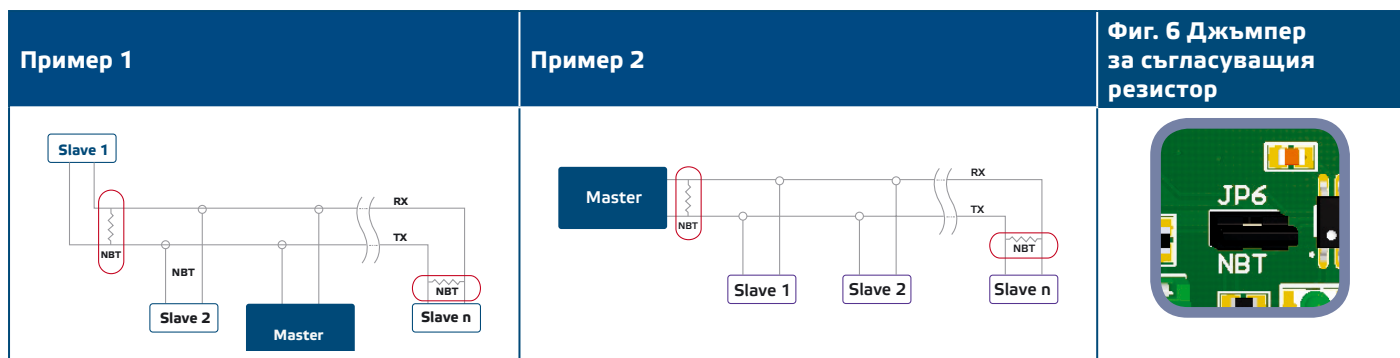 Пример 1
Пример 2
Фиг. 6 Джъмпер
за съгласуващия
резистор
Slave 1
RX
TX
NBT
NBT
NBT
Slave 2
Master
Slave n
Master
RX
TX
NBT
NBT
Slave 1
Slave 2
Slave n
JP6
NBT